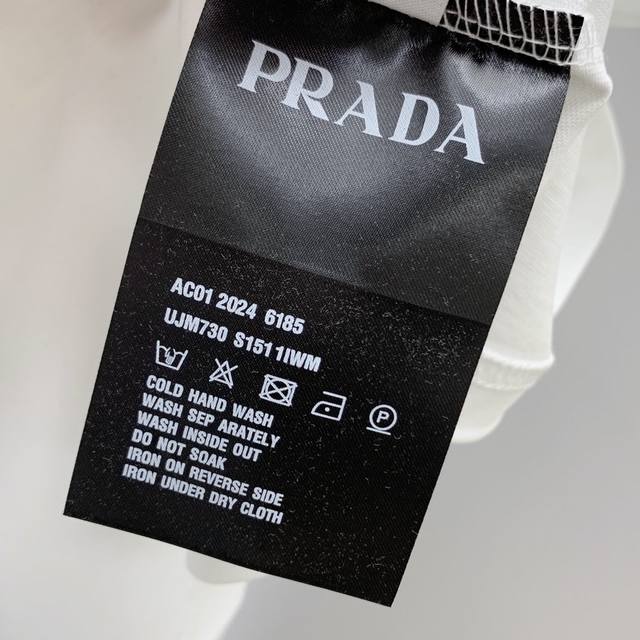 PRADA
AC01 2024 6185
UJM730 S151 1IWM
P
COLD HAND WASH
WASH SEP ARATELY
WASH INSIDE OUT
DO NOT SOAK
IRON ON REVERSE SIDE
IRON UNDER DRY CLOTH